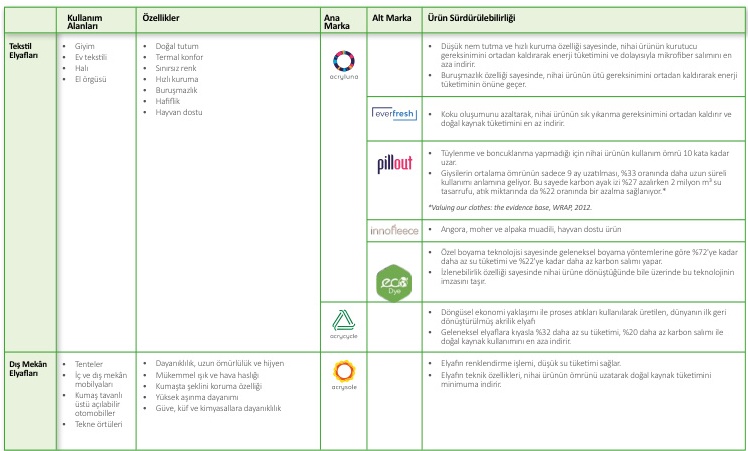 Kullanım
Alanları
Özellikler
Ana
Marka
Alt Marka
Ürün Sürdürülebilirliği
Tekstil
Elyafları
• Giyim
• Ev tekstili
• Halı
• El örgüsü
• Doğal tutum
• Termal konfor
• Sınırsız renk
• Hızlı kuruma
• Buruşmazlık
• Hafiflik
• Hayvan dostu
acryluna
• Düşük nem tutma ve hızlı kuruma özelliği sayesinde, nihai ürünün kurutucu
gereksinimini ortadan kaldırarak enerji tüketimini ve dolayısıyla mikrofiber salımını en
aza indirir.
• Buruşmazlık özelliği sayesinde, nihai ürünün ütü gereksinimini ortadan kaldırarak enerji
tüketiminin önüne geçer.
everfresh
• Koku oluşumunu azaltarak, nihai ürünün sık yıkanma gereksinimini ortadan kaldırır ve
doğal kaynak tüketimini en az indirir.
pillout
• Tüylenme ve boncuklanma yapmadığı için nihai ürünün kullanım ömrü 10 kata kadar
uzar.
• Giysilerin ortalama ömrünün sadece 9 ay uzatılması, %33 oranında daha uzun süreli
kullanımı anlamına geliyor. Bu sayede karbon ayak izi %27 azalırken 2 milyon m³ su
tasarrufu, atık miktarında da %22 oranında bir azalma sağlanıyor.*
*Valuing our clothes: the evidence base, WRAP, 2012.
innofleece
• Angora, moher ve alpaka muadili, hayvan dostu ürün
eco
Dye
• Özel boyama teknolojisi sayesinde geleneksel boyama yöntemlerine göre %72'ye kadar
daha az su tüketimi ve %22'ye kadar daha az karbon salımı yapar.
• İzlenebilirlik özelliği sayesinde nihai ürüne dönüştüğünde bile üzerinde bu teknolojinin
imzasını taşır.
acrycycle
• Döngüsel ekonomi yaklaşımı ile proses atıkları kullanılarak üretilen, dünyanın ilk geri
dönüştürülmüş akrilik elyafı
• Geleneksel elyaflara kıyasla %32 daha az su tüketimi, %20 daha az karbon salımı ile
doğal kaynak kullanımını en aza indirir.
Dış Mekân
Elyafları
• Tenteler
• İç ve dış mekân
mobilyaları
• Kumaş tavanlı
üstü açılabilir
otomobiller
• Tekne örtüleri
• Dayanıklılık, uzun ömürlülük ve hijyen
• Mükemmel ışık ve hava haslığı
• Kumaşta şeklini koruma özelliği
• Yüksek aşınma dayanımı
• Güve, küf ve kimyasallara dayanıklılık
acrysole
• Elyafın renklendirme işlemi, düşük su tüketimi sağlar.
• Elyafın teknik özellikleri, nihai ürünün ömrünü uzatarak doğal kaynak tüketimini
minimuma indirir.